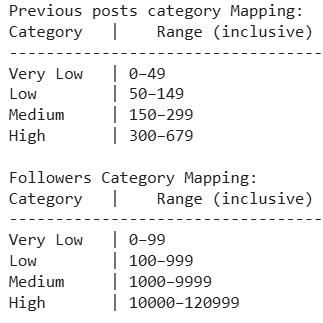 Previous posts category Mapping:
Category   |    Range (inclusive)
---------------------------------
Very Low   | 0–49
Low        | 50–149
Medium     | 150–299
High       | 300–679

Followers Category Mapping:
Category   |    Range (inclusive)
---------------------------------
Very Low   | 0–99
Low        | 100–999
Medium     | 1000–9999
High       | 10000–120999